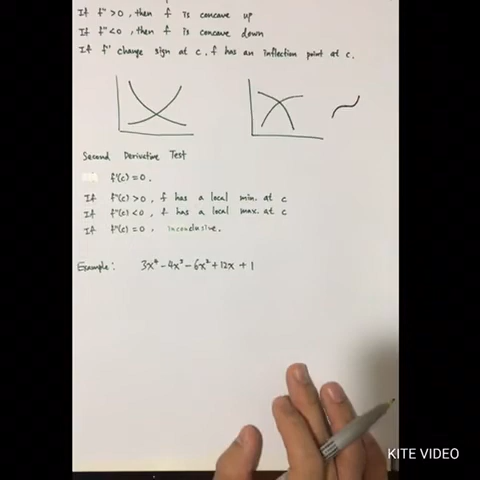 If f'' > 0, then f is concave up
If f'' < 0, then f is concave down
If f'' change sign at c, f has an inflection point at c.
Second Derivative Test
f'(c) = 0.
If f''(c) > 0, f has a local min. at c
If f''(c) < 0, f has a local max. at c
If f''(c) = 0, inconclusive.
Example: 3x⁴ - 4x³ - 6x² + 12x + 1
KITE VIDEO